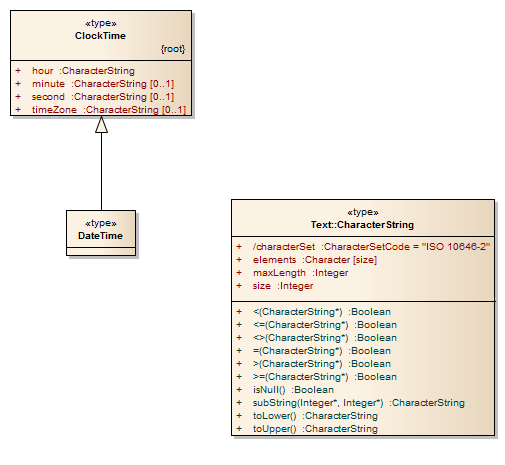 «type»
ClockTime
{root}
+ hour :CharacterString
+ minute :CharacterString [0..1]
+ second :CharacterString [0..1]
+ timeZone :CharacterString [0..1]
«type»
DateTime
«type»
Text::CharacterString
+ /characterSet :CharacterSetCode = "ISO 10646-2"
+ elements :Character [size]
+ maxLength :Integer
+ size :Integer
+ <(CharacterString*) :Boolean
+ <=(CharacterString*) :Boolean
+ <>(CharacterString*) :Boolean
+ =(CharacterString*) :Boolean
+ >(CharacterString*) :Boolean
+ >=(CharacterString*) :Boolean
+ isNull() :Boolean
+ subString(Integer*, Integer*) :CharacterString
+ toLower() :CharacterString
+ toUpper() :CharacterString